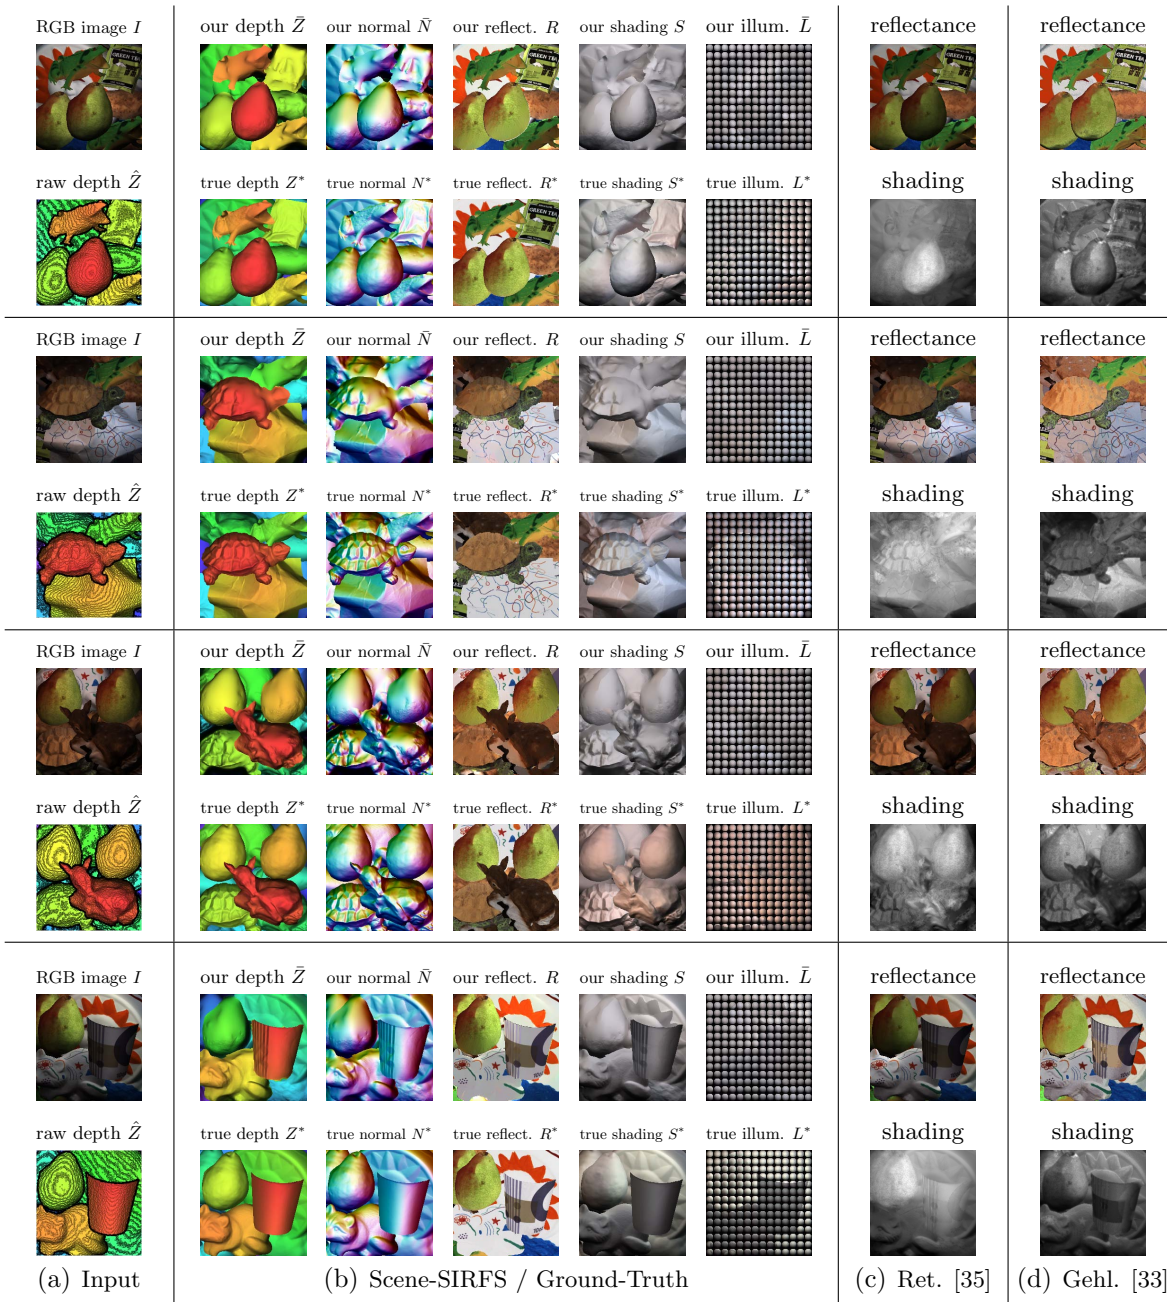 RGB image I our depth Z̄ our normal N̄ our reflect. R our shading S our illum. L̄ reflectance reflectance
GREEN TEA
raw depth Ẑ true depth Z* true normal N* true reflect. R* true shading S* true illum. L* shading shading
RGB image I our depth Z̄ our normal N̄ our reflect. R our shading S our illum. L̄ reflectance reflectance
raw depth Ẑ true depth Z* true normal N* true reflect. R* true shading S* true illum. L* shading shading
RGB image I our depth Z̄ our normal N̄ our reflect. R our shading S our illum. L̄ reflectance reflectance
raw depth Ẑ true depth Z* true normal N* true reflect. R* true shading S* true illum. L* shading shading
RGB image I our depth Z̄ our normal N̄ our reflect. R our shading S our illum. L̄ reflectance reflectance
raw depth Ẑ true depth Z* true normal N* true reflect. R* true shading S* true illum. L* shading shading
(a) Input (b) Scene-SIRFS / Ground-Truth (c) Ret. [35] (d) Gehl. [33]